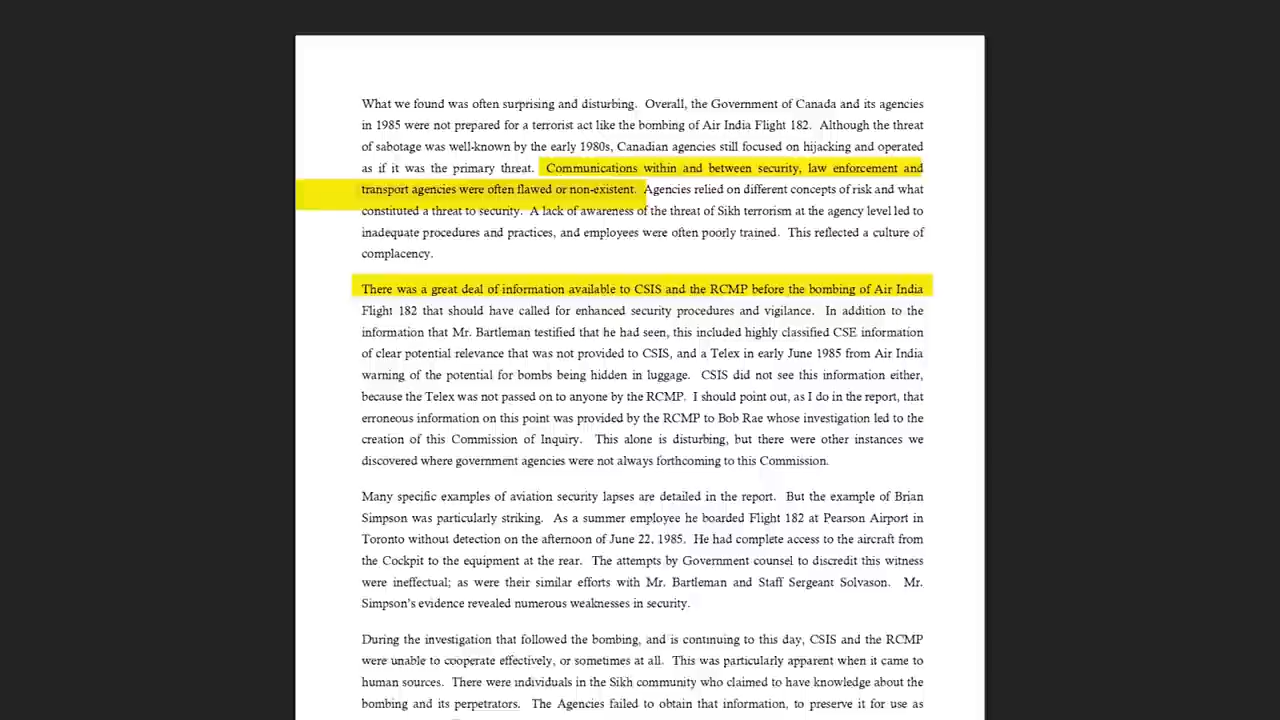 What we found was often surprising and disturbing. Overall, the Government of Canada and its agencies
in 1985 were not prepared for a terrorist act like the bombing of Air India Flight 182. Although the threat
of sabotage was well-known by the early 1980s, Canadian agencies still focused on hijacking and operated
as if it was the primary threat. Communications within and between security, law enforcement and
transport agencies were often flawed or non-existent. Agencies relied on different concepts of risk and what
constituted a threat to security. A lack of awareness of the threat of Sikh terrorism at the agency level led to
inadequate procedures and practices, and employees were often poorly trained. This reflected a culture of
complacency.
There was a great deal of information available to CSIS and the RCMP before the bombing of Air India
Flight 182 that should have called for enhanced security procedures and vigilance. In addition to the
information that Mr. Bartleman testified that he had seen, this included highly classified CSE information
of clear potential relevance that was not provided to CSIS, and a Telex in early June 1985 from Air India
warning of the potential for bombs being hidden in luggage. CSIS did not see this information either,
because the Telex was not passed on to anyone by the RCMP. I should point out, as I do in the report, that
erroneous information on this point was provided by the RCMP to Bob Rae whose investigation led to the
creation of this Commission of Inquiry. This alone is disturbing, but there were other instances we
discovered where government agencies were not always forthcoming to this Commission.
Many specific examples of aviation security lapses are detailed in the report. But the example of Brian
Simpson was particularly striking. As a summer employee he boarded Flight 182 at Pearson Airport in
Toronto without detection on the afternoon of June 22, 1985. He had complete access to the aircraft from
the Cockpit to the equipment at the rear. The attempts by Government counsel to discredit this witness
were ineffectual; as were their similar efforts with Mr. Bartleman and Staff Sergeant Solvason. Mr.
Simpson's evidence revealed numerous weaknesses in security.
During the investigation that followed the bombing, and is continuing to this day, CSIS and the RCMP
were unable to cooperate effectively, or sometimes at all. This was particularly apparent when it came to
human sources. There were individuals in the Sikh community who claimed to have knowledge about the
bombing and its perpetrators. The Agencies failed to obtain that information, to preserve it for use as